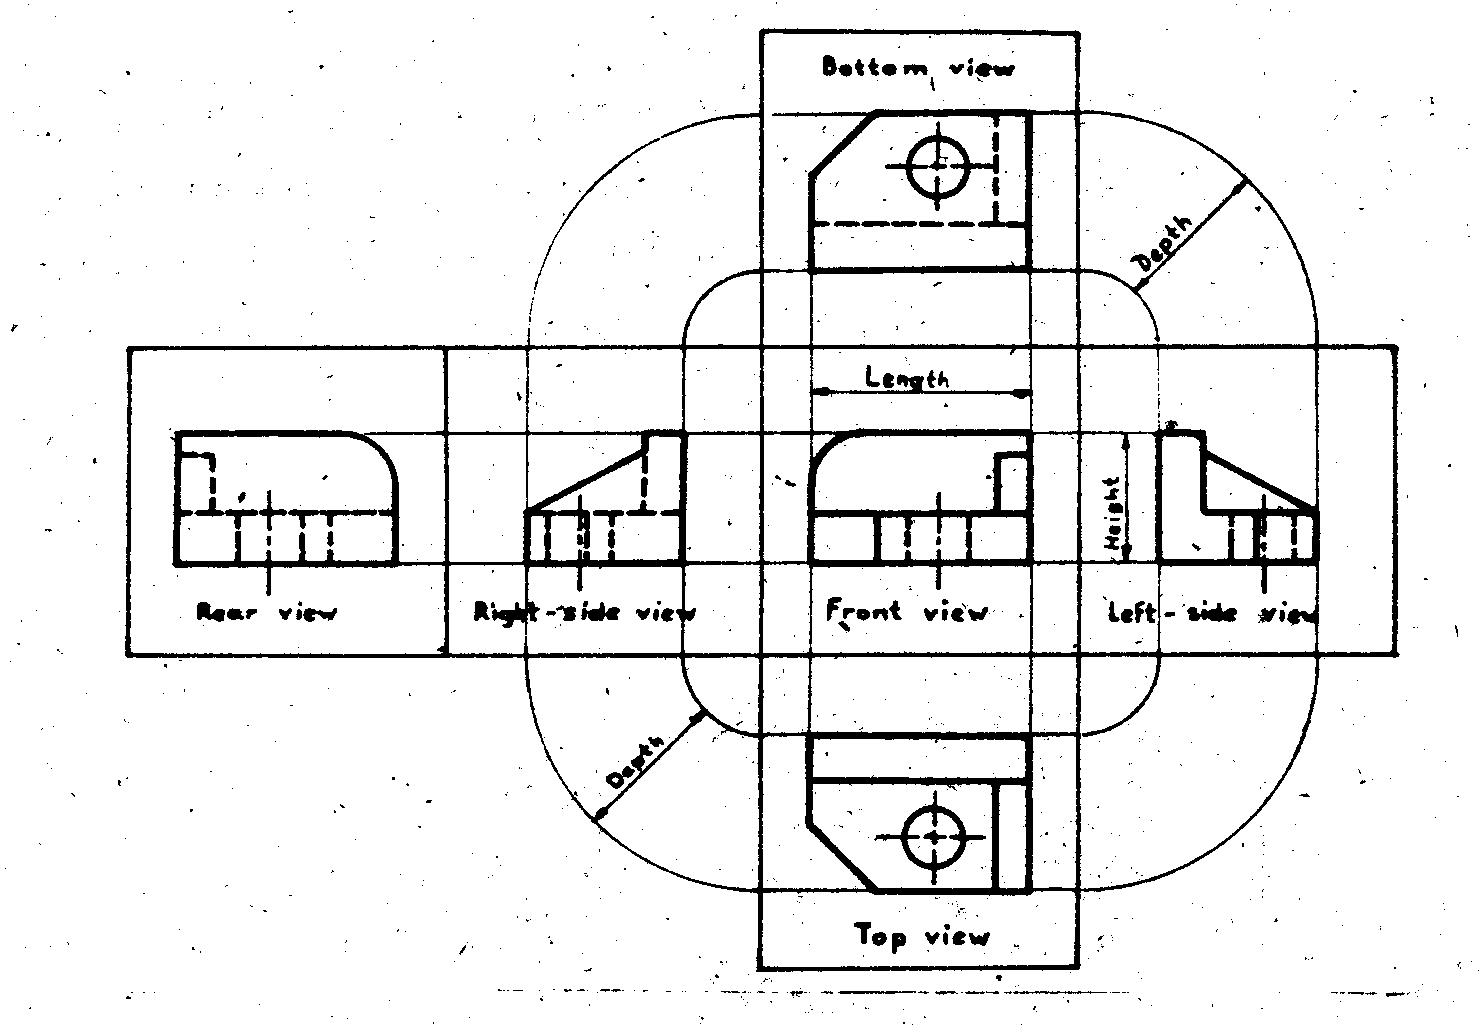 Bottom view
Depth
Length
Height
Rear view
Right-side view
Front view
Left-side view
Depth
Top view